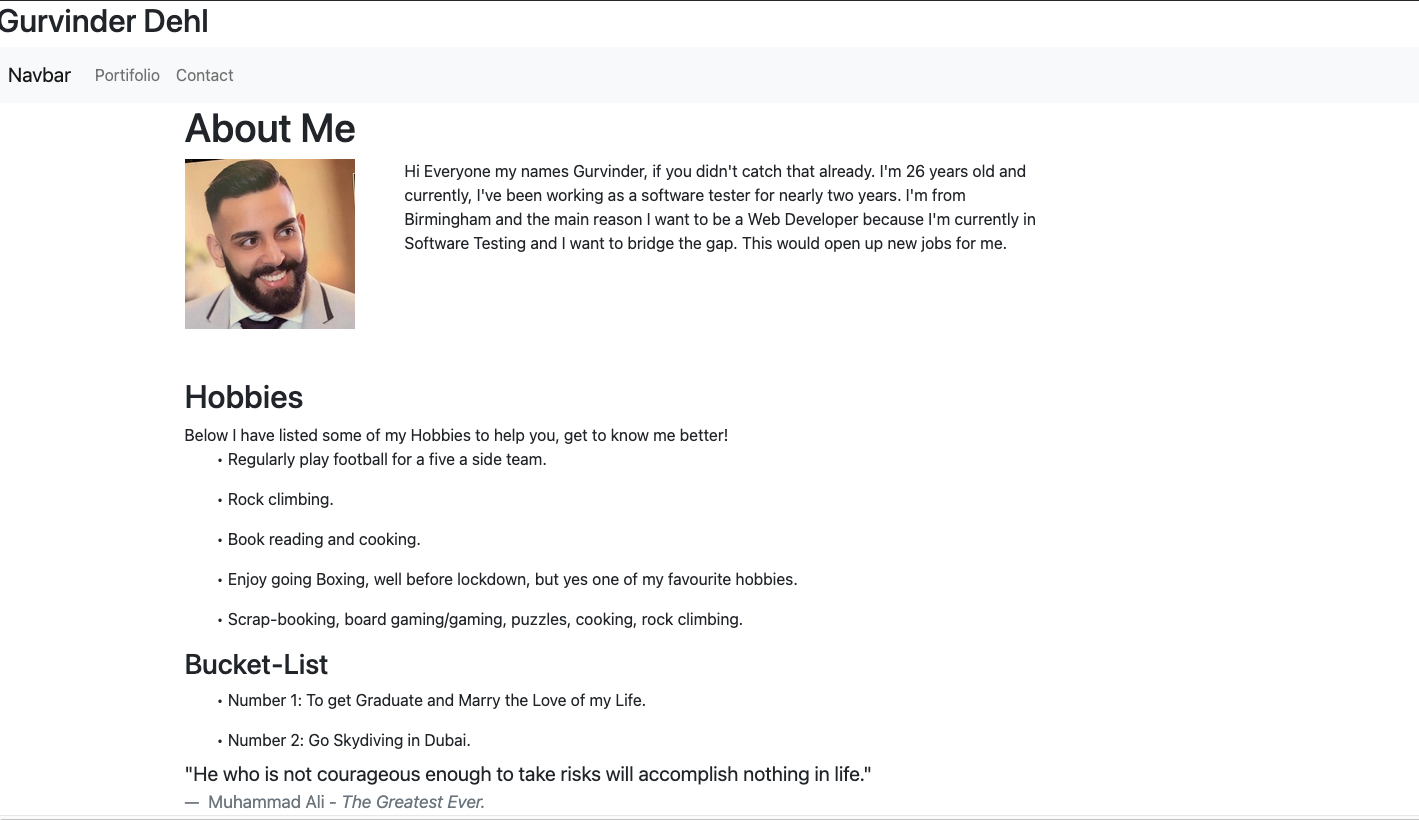 Gurvinder Dehl
Navbar Portifolio Contact
About Me
Hi Everyone my names Gurvinder, if you didn't catch that already. I'm 26 years old and
currently, I've been working as a software tester for nearly two years. I'm from
Birmingham and the main reason I want to be a Web Developer because I'm currently in
Software Testing and I want to bridge the gap. This would open up new jobs for me.
Hobbies
Below I have listed some of my Hobbies to help you, get to know me better!
• Regularly play football for a five a side team.
• Rock climbing.
• Book reading and cooking.
• Enjoy going Boxing, well before lockdown, but yes one of my favourite hobbies.
• Scrap-booking, board gaming/gaming, puzzles, cooking, rock climbing.
Bucket-List
• Number 1: To get Graduate and Marry the Love of my Life.
• Number 2: Go Skydiving in Dubai.
"He who is not courageous enough to take risks will accomplish nothing in life."
— Muhammad Ali - The Greatest Ever.